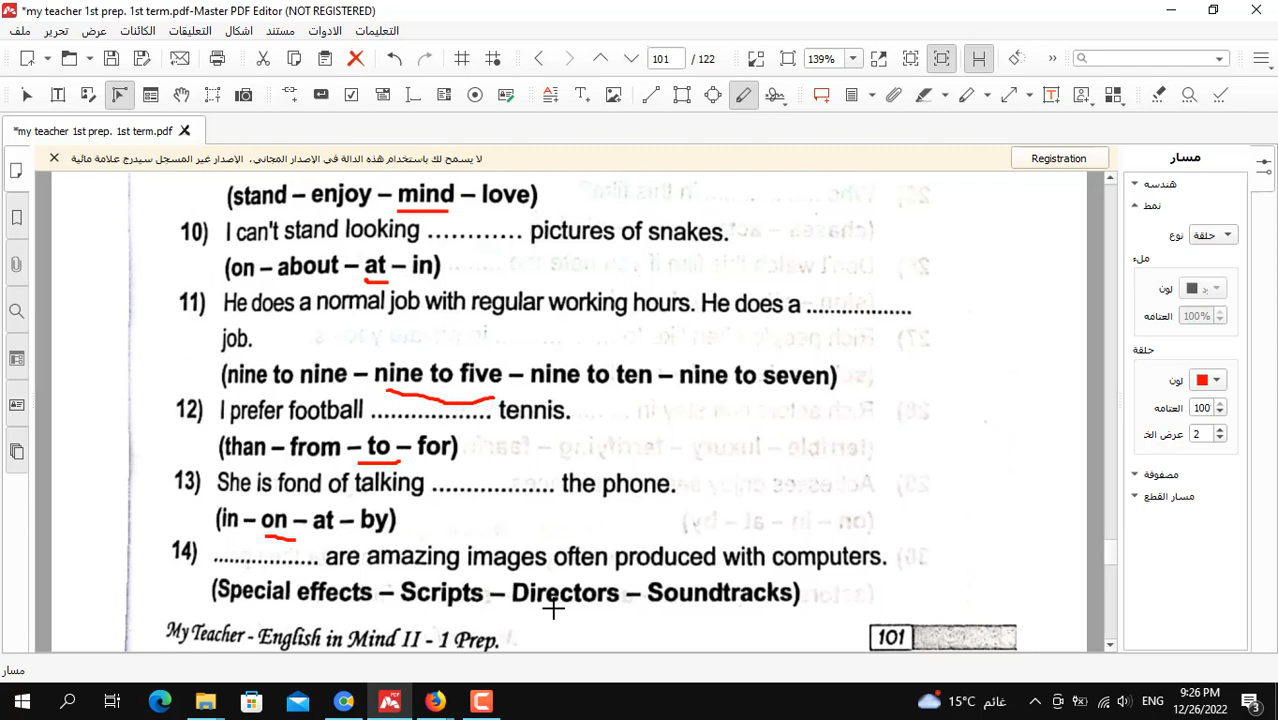 *my teacher 1st prep. 1st term.pdf-Master PDF Editor (NOT REGISTERED)
ملف تحرير عرض الكائنات التعليقات اشكال مستند الادوات التعليمات
101 / 122 139%
*my teacher prep. 1st term.pdf
لا يسمح لك باستخدام هذه الدالة في الإصدار المجاني. الإصدار غير المسجل سيدرج علامة مائية
Registration
(stand – enjoy – mind – love)
10) I can't stand looking ............ pictures of snakes.
(on – about – at – in)
11) He does a normal job with regular working hours. He does a .................
job.
(nine to nine – nine to five – nine to ten – nine to seven)
12) I prefer football .................. tennis.
(than – from – to – for)
13) She is fond of talking .................. the phone.
(in – on – at – by)
14) .................. are amazing images often produced with computers.
(Special effects – Scripts – Directors – Soundtracks)
My Teacher - English in Mind II - 1 Prep.
101
مسار
هندسه
نمط
نوع
حلقة
ملء
لون
العتامه
100%
حلقة
لون
العتامه
100
عرض الخ
2
مصفوفة
مسار القطع
مسار
15°C غائم
ENG
9:26 PM
12/26/2022
3